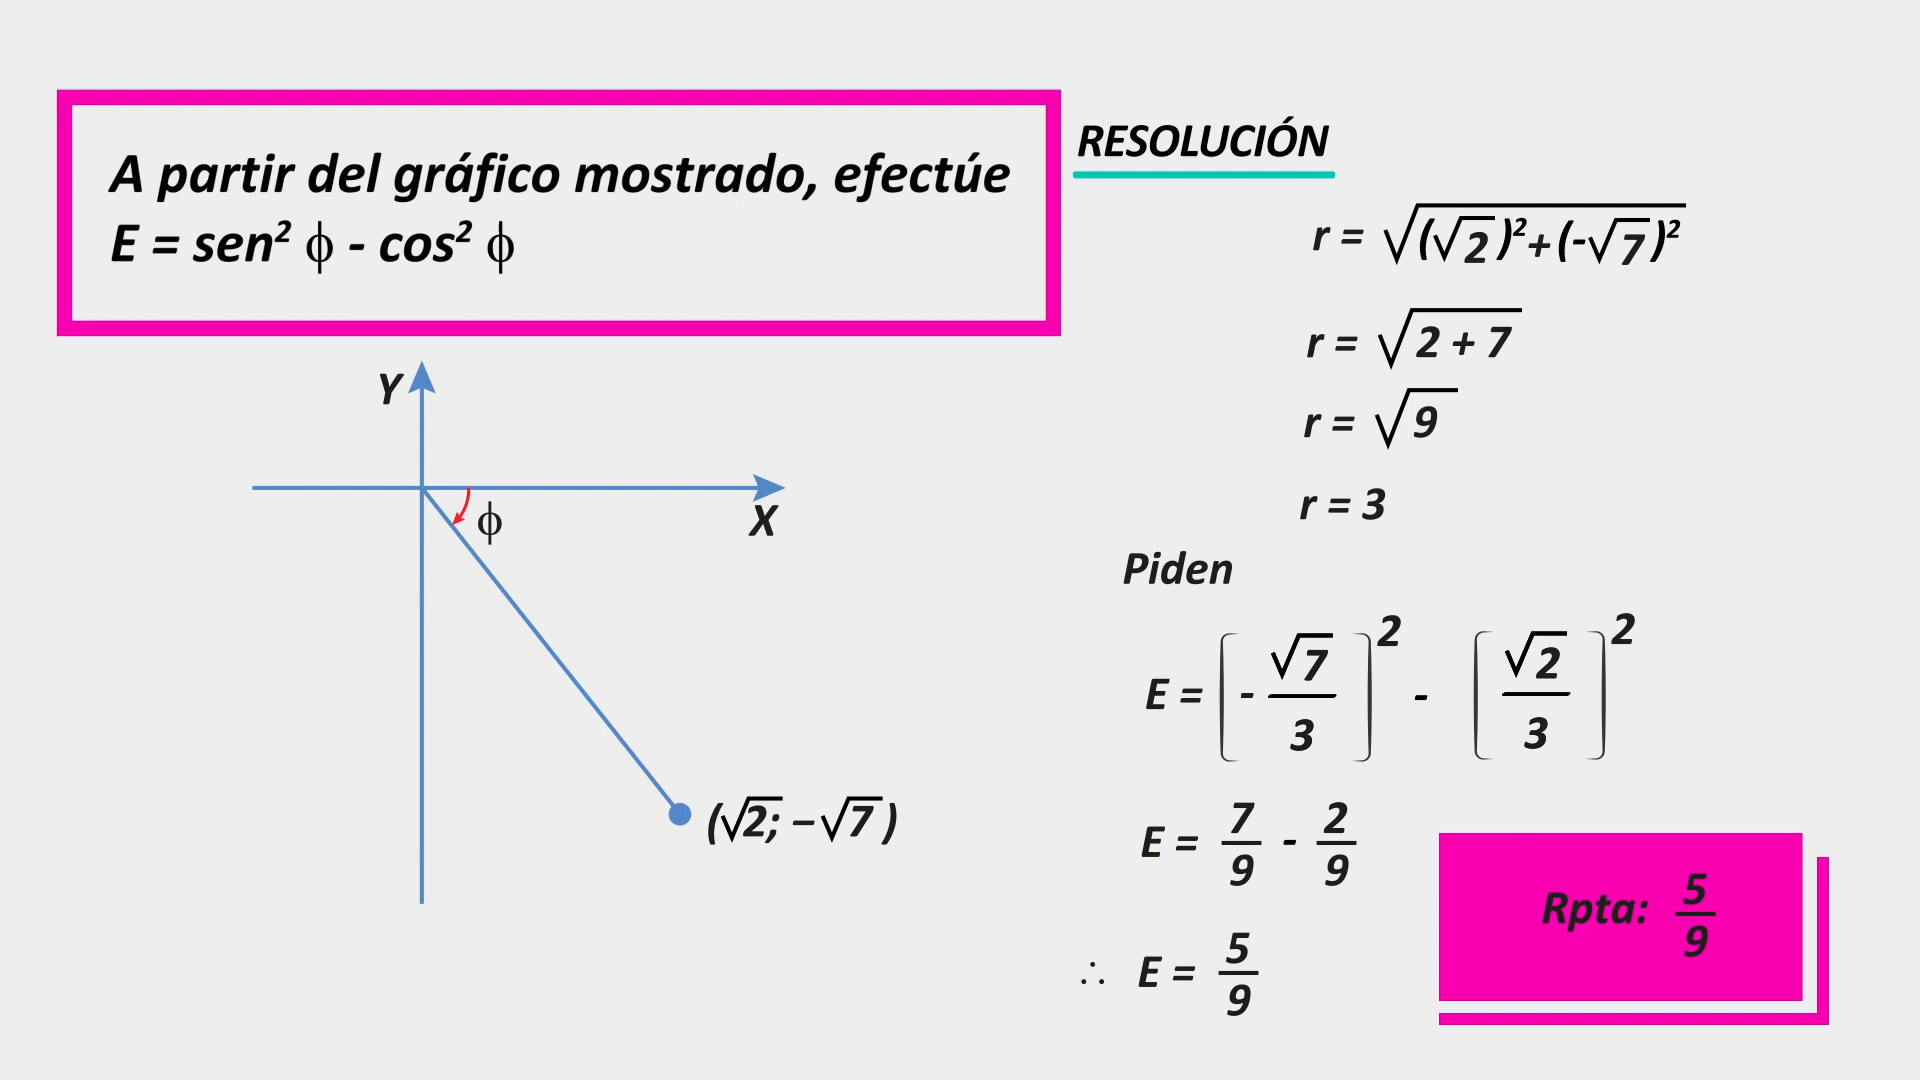 A partir del gráfico mostrado, efectúe
E = sen² ϕ - cos² ϕ
Y
X
ϕ
(√2; –√7)
RESOLUCIÓN
r = √((√2)²+(-√7)²)
r = √(2 + 7)
r = √9
r = 3
Piden
E = [- √7/3]² - [√2/3]²
E = 7/9 - 2/9
∴ E = 5/9
Rpta: 5/9